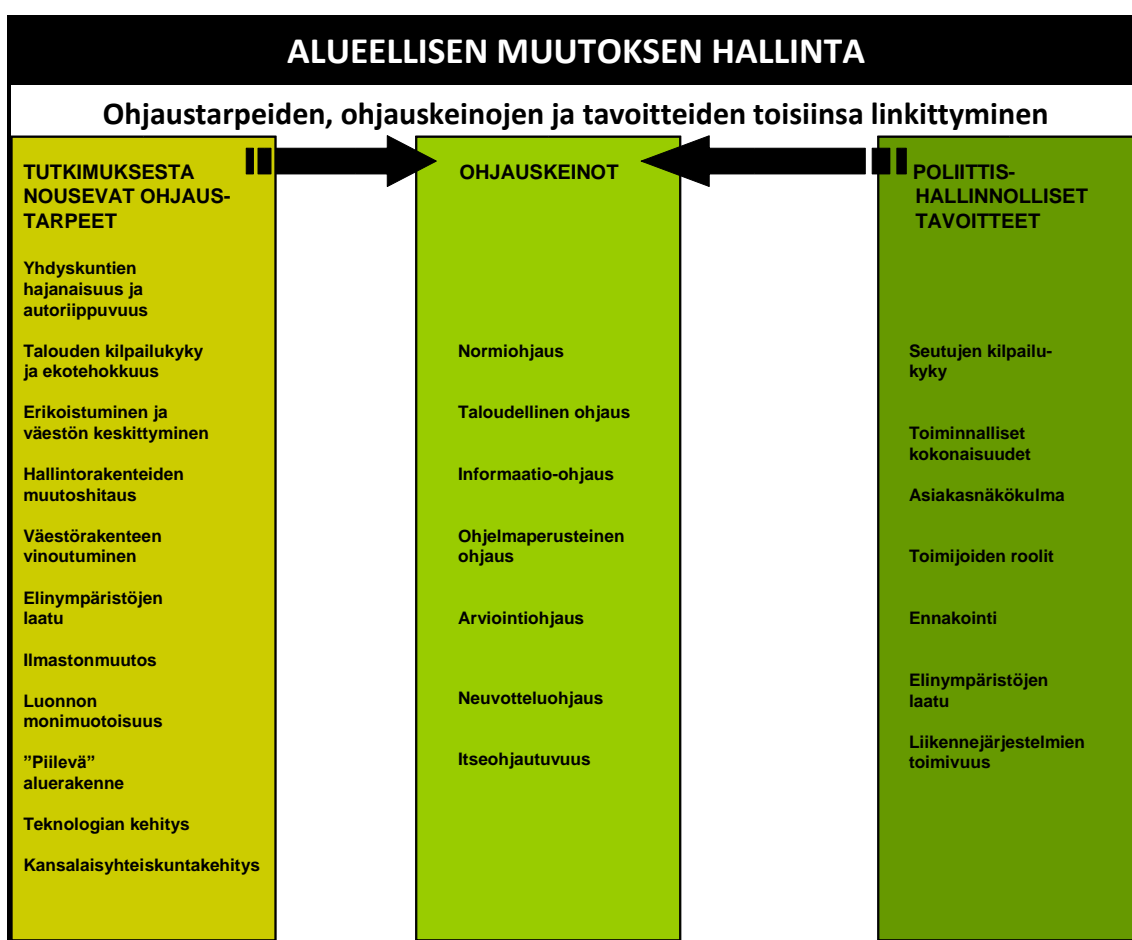 ALUEELLISEN MUUTOKSEN HALLINTA
Ohjaustarpeiden, ohjauskeinojen ja tavoitteiden toisiinsa linkittyminen
TUTKIMUKSESTA
NOUSEVAT OHJAUS-
TARPEET
Yhdyskuntien
hajanaisuus ja
autoriippuvuus
Talouden kilpailukyky
ja ekotehokkuus
Erikoistuminen ja
väestön keskittyminen
Hallintorakenteiden
muutoshitaus
Väestörakenteen
vinoutuminen
Elinympäristöjen
laatu
Ilmastonmuutos
Luonnon
monimuotoisuus
”Piilevä”
aluerakenne
Teknologian kehitys
Kansalaisyhteiskuntakehitys
OHJAUSKEINOT
Normiohjaus
Taloudellinen ohjaus
Informaatio-ohjaus
Ohjelmaperusteinen
ohjaus
Arviointiohjaus
Neuvotteluohjaus
Itseohjautuvuus
POLIITTIS-
HALLINNOLLISET
TAVOITTEET
Seutujen kilpailu-
kyky
Toiminnalliset
kokonaisuudet
Asiakasnäkökulma
Toimijoiden roolit
Ennakointi
Elinympäristöjen
laatu
Liikennejärjestelmien
toimivuus